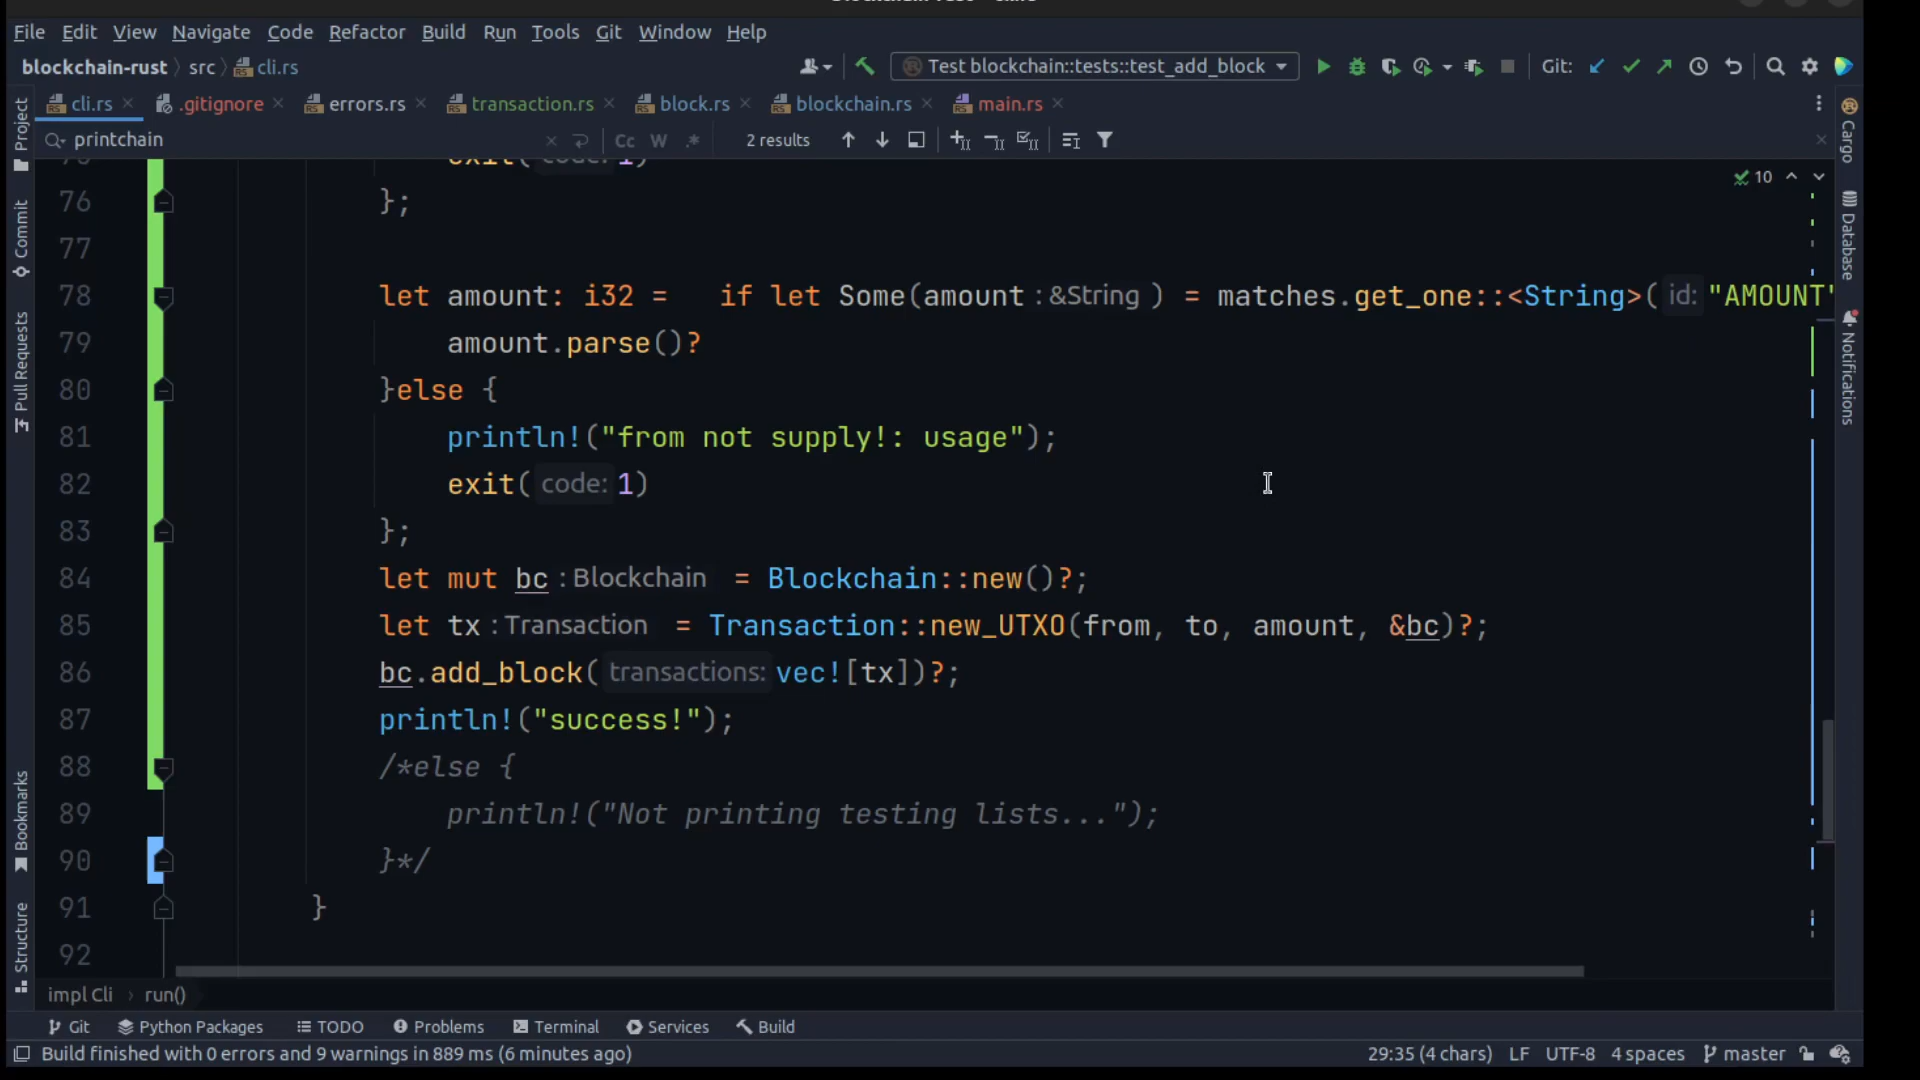 File Edit View Navigate Code Refactor Build Run Tools Git Window Help
blockchain-rust src cli.rs Test blockchain::tests::test_add_block Git:
cli.rs .gitignore errors.rs transaction.rs block.rs blockchain.rs main.rs
printchain Cc W .* 2 results
10
76 };
77
78 let amount: i32 = if let Some(amount : &String ) = matches.get_one::<String>( id: "AMOUNT"
79 amount.parse()?
80 }else {
81 println!("from not supply!: usage");
82 exit( code: 1)
83 };
84 let mut bc : Blockchain = Blockchain::new()?;
85 let tx : Transaction = Transaction::new_UTXO(from, to, amount, &bc)?;
86 bc.add_block( transactions: vec![tx])?;
87 println!("success!");
88 /*else {
89 println!("Not printing testing lists...");
90 }*/
91 }
92
impl Cli run()
Git Python Packages TODO Problems Terminal Services Build
Build finished with 0 errors and 9 warnings in 889 ms (6 minutes ago) 29:35 (4 chars) LF UTF-8 4 spaces master
Project
Commit
Pull Requests
Bookmarks
Structure
Cargo
Database
Notifications